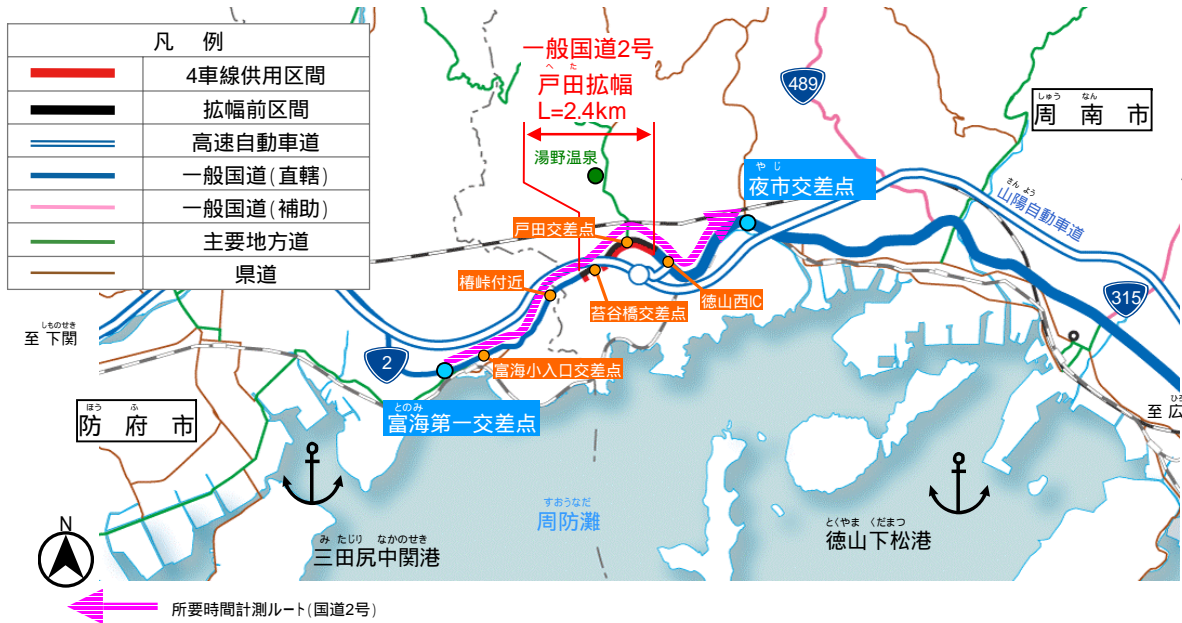 凡 例
4車線供用区間
拡幅前区間
高速自動車道
一般国道(直轄)
一般国道(補助)
主要地方道
県道
一般国道2号
へ た
戸田拡幅
L=2.4km
湯野温泉
489
しゅう なん
周南市
や じ
夜市交差点
さん よう
山陽自動車道
戸田交差点
椿峠付近
苔谷橋交差点
徳山西IC
315
しものせき
至 下関
2
富海小入口交差点
とのみ
富海第一交差点
ほう ふ
防府市
ひろ
至 広
すおうなだ
周防灘
とくやま くだまつ
徳山下松港
み たじり なかのせき
三田尻中関港
N
所要時間計測ルート(国道2号)